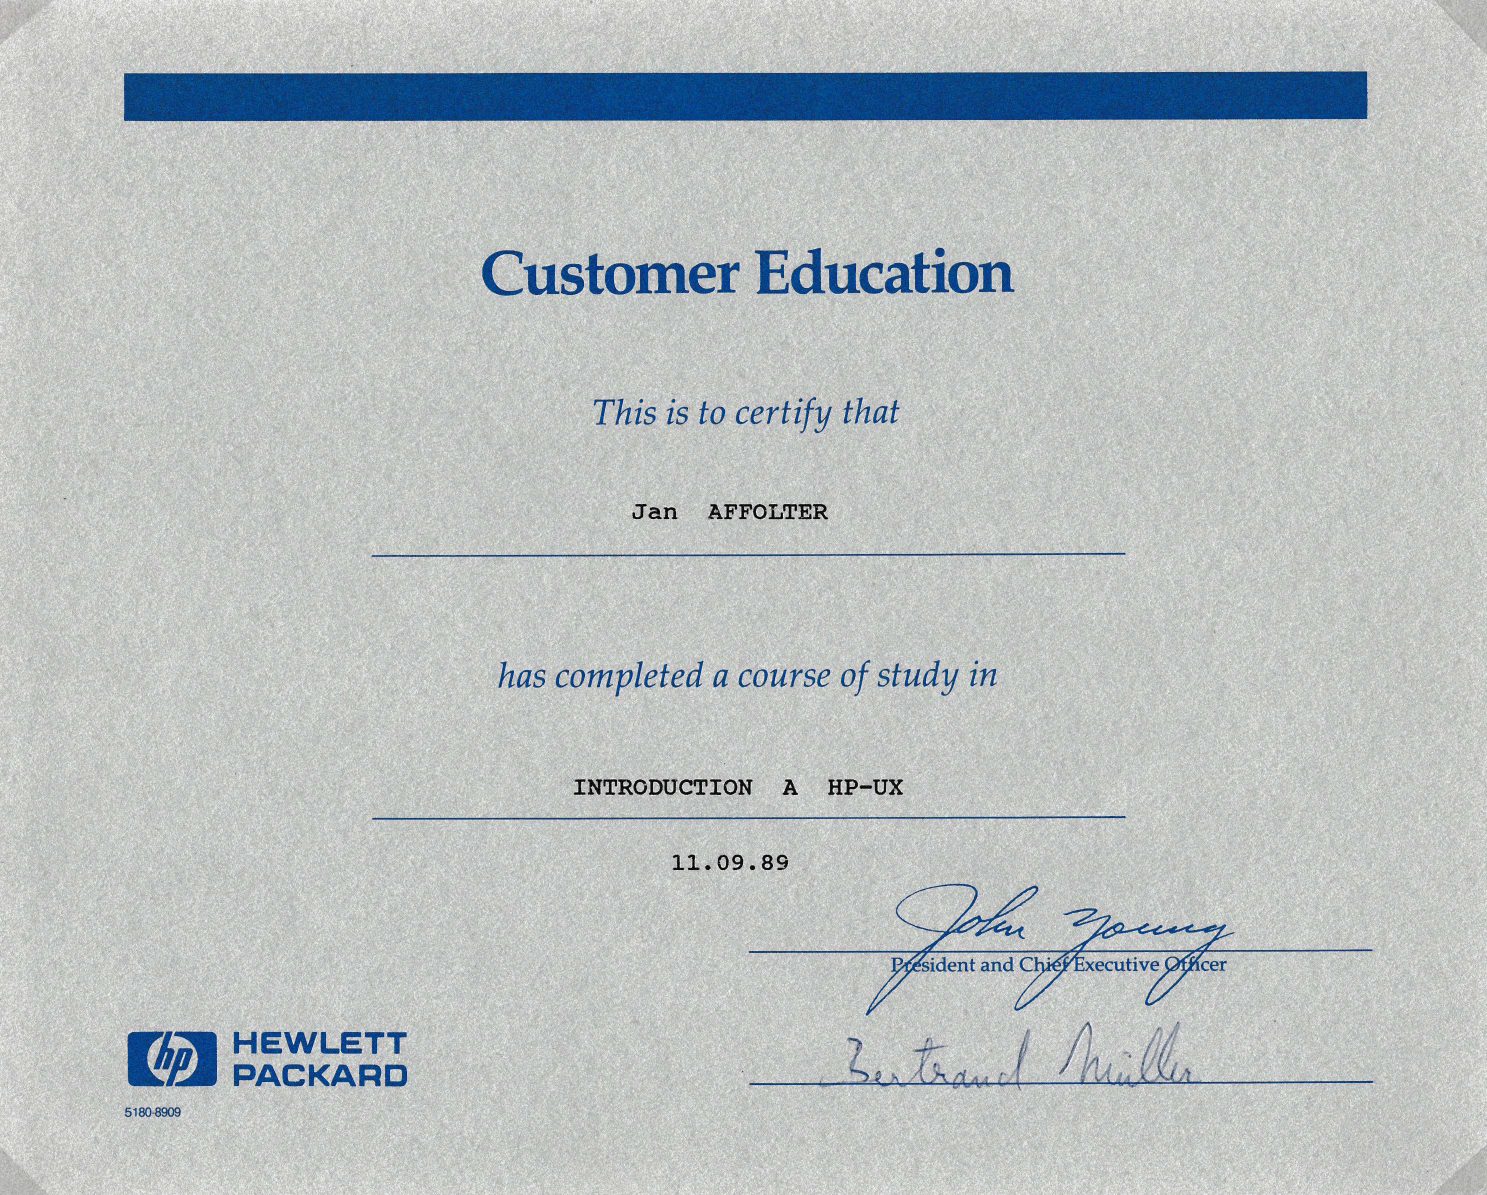 Customer Education
This is to certify that
Jan AFFOLTER
has completed a course of study in
INTRODUCTION A HP-UX
11.09.89
John Young
President and Chief Executive Officer
Bertrand Müller
hp HEWLETT
PACKARD
5180-8909